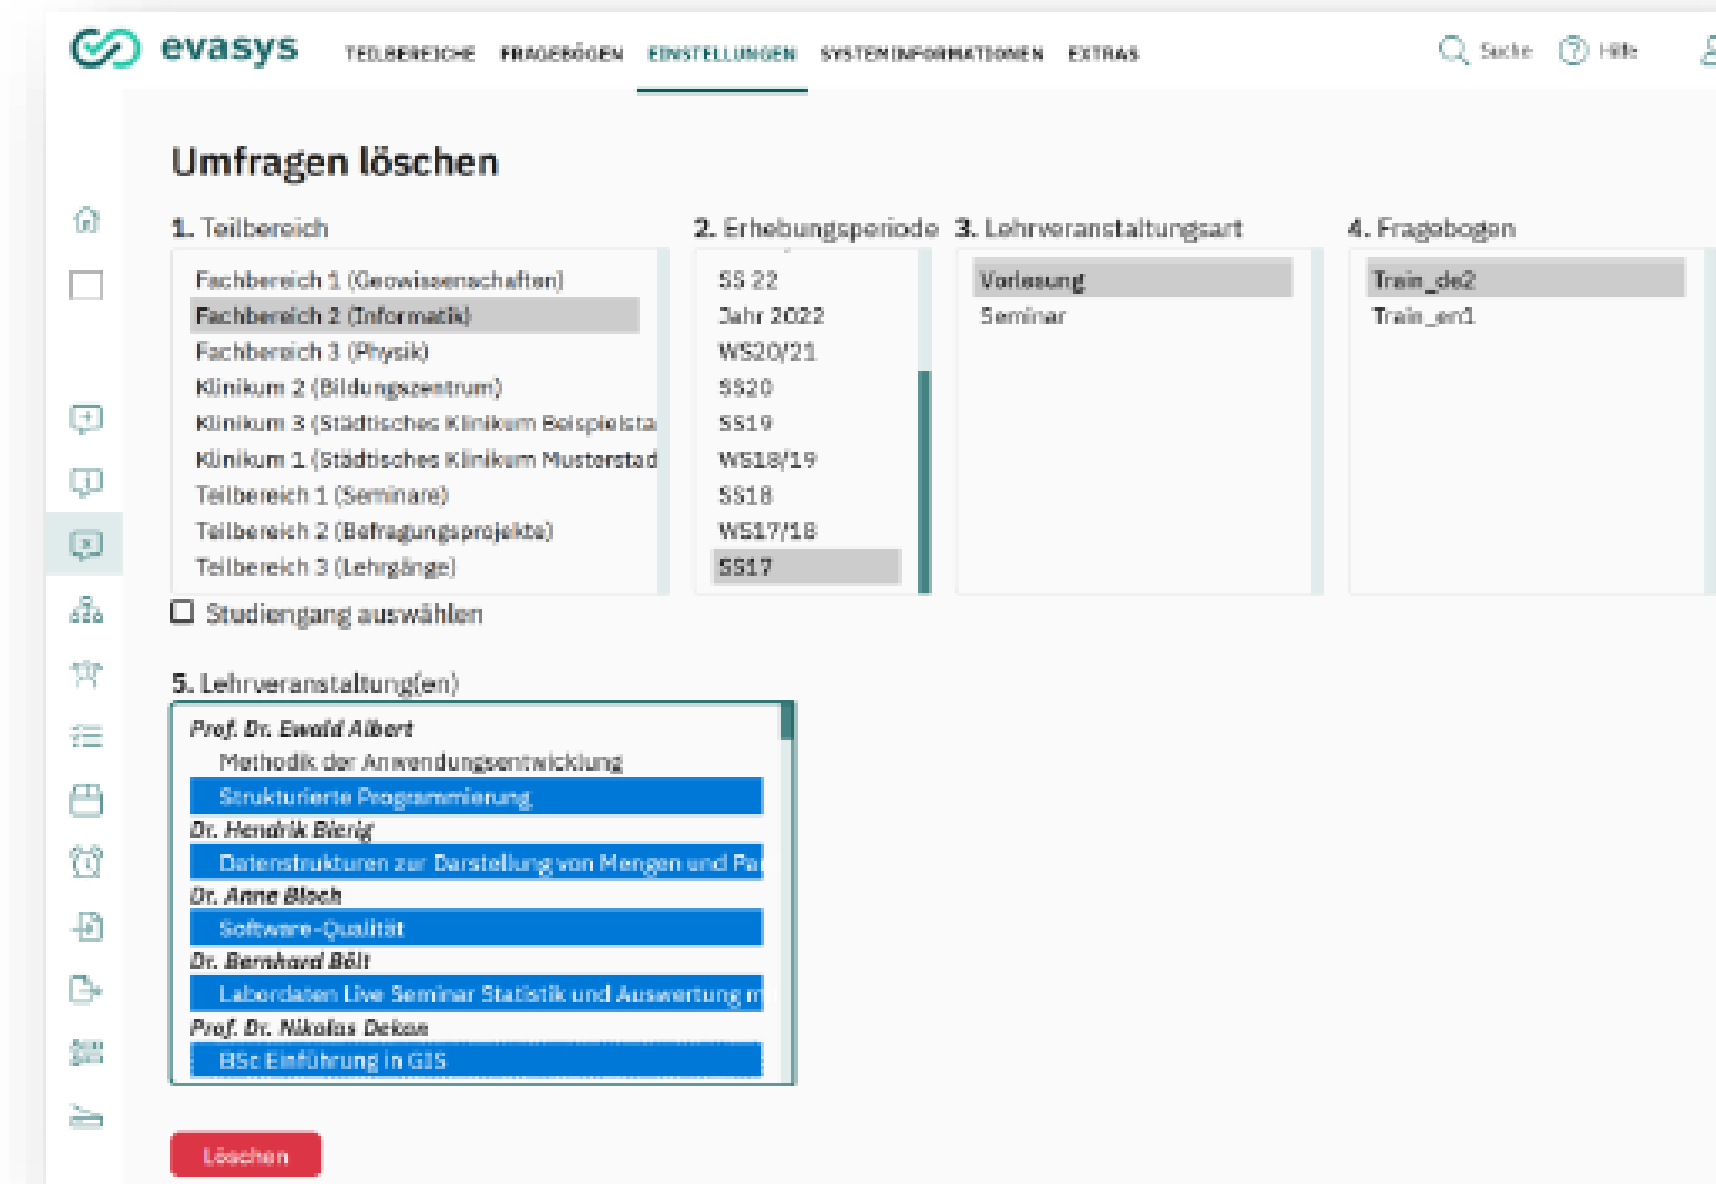 evasys TEILBEREICHE FRAGEBÖGEN EINSTELLUNGEN SYSTEMINFORMATIONEN EXTRAS Suche Hilfe
Umfragen löschen
1. Teilbereich
Fachbereich 1 (Geowissenschaften)
Fachbereich 2 (Informatik)
Fachbereich 3 (Physik)
Klinikum 2 (Bildungszentrum)
Klinikum 3 (Städtisches Klinikum Beispielsta
Klinikum 1 (Städtisches Klinikum Musterstad
Teilbereich 1 (Seminare)
Teilbereich 2 (Befragungsprojekte)
Teilbereich 3 (Lehrgänge)
Studiengang auswählen
2. Erhebungsperiode
SS 22
Jahr 2022
WS20/21
SS20
SS19
WS18/19
SS18
WS17/18
SS17
3. Lehrveranstaltungsart
Vorlesung
Seminar
4. Fragebogen
Train_de2
Train_en1
5. Lehrveranstaltung(en)
Prof. Dr. Ewald Albert
Methodik der Anwendungsentwicklung
Strukturierte Programmierung
Dr. Hendrik Bierig
Datenstrukturen zur Darstellung von Mengen und Pa
Dr. Anne Bloch
Software-Qualität
Dr. Bernhard Bölt
Labordaten Live Seminar Statistik und Auswertung m
Prof. Dr. Nikolas Dekan
BSc Einführung in GIS
Löschen